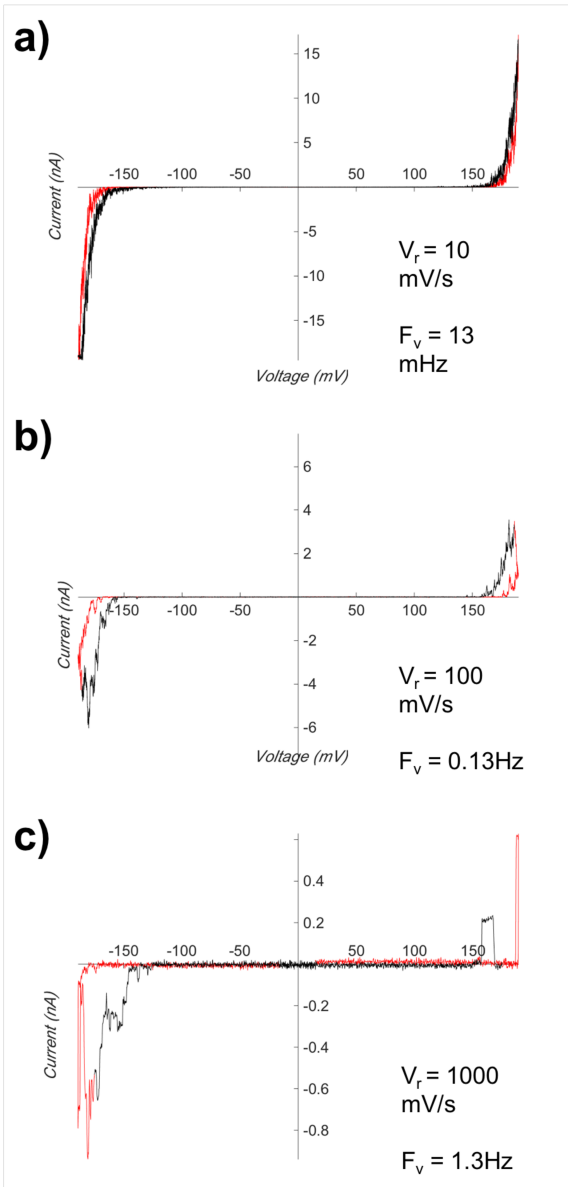 a)
15
10
5
-150 -100 -50 50 100 150
Current (nA)
-5
-10
-15
Voltage (mV)
Vr = 10
mV/s
Fv = 13
mHz
b)
6
4
2
-150 -100 -50 50 100 150
Current (nA)
-2
-4
-6
Voltage (mV)
Vr = 100
mV/s
Fv = 0.13Hz
c)
0.4
0.2
-150 -100 -50 50 100 150
Current (nA)
-0.2
-0.4
-0.6
-0.8
Vr = 1000
mV/s
Fv = 1.3Hz